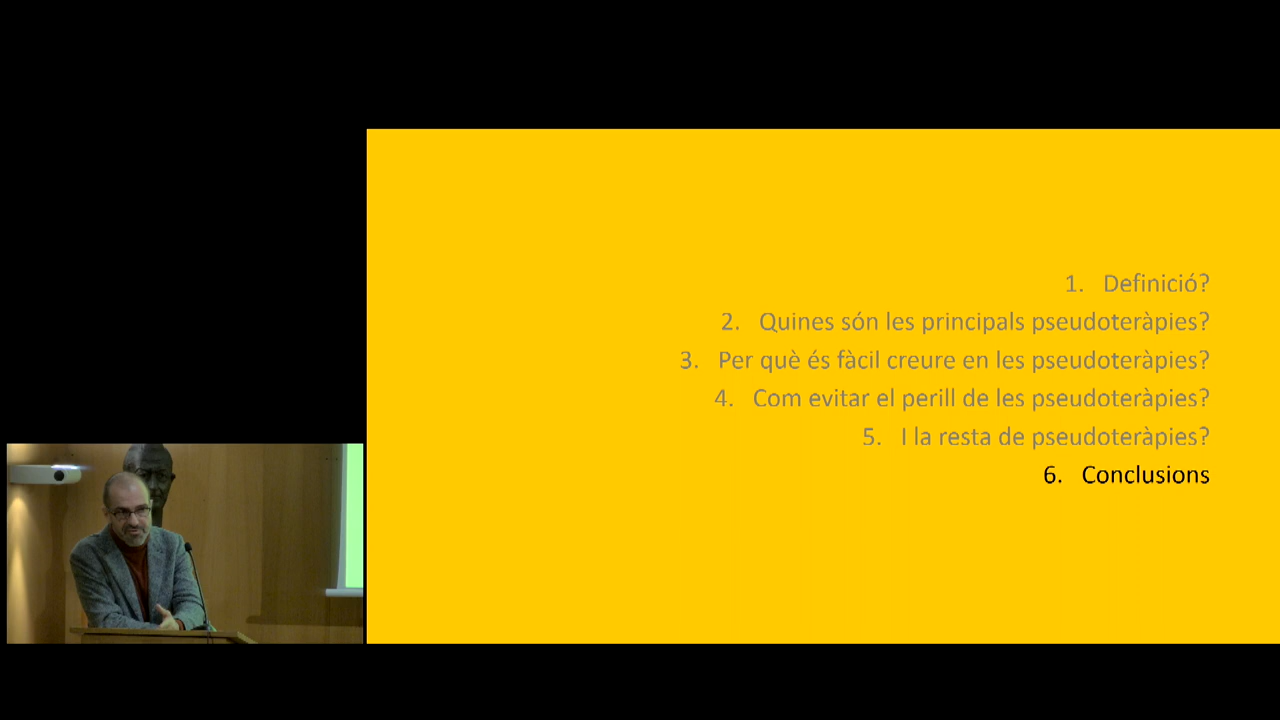 1. Definició?
2. Quines són les principals pseudoteràpies?
3. Per què és fàcil creure en les pseudoteràpies?
4. Com evitar el perill de les pseudoteràpies?
5. I la resta de pseudoteràpies?
6. Conclusions